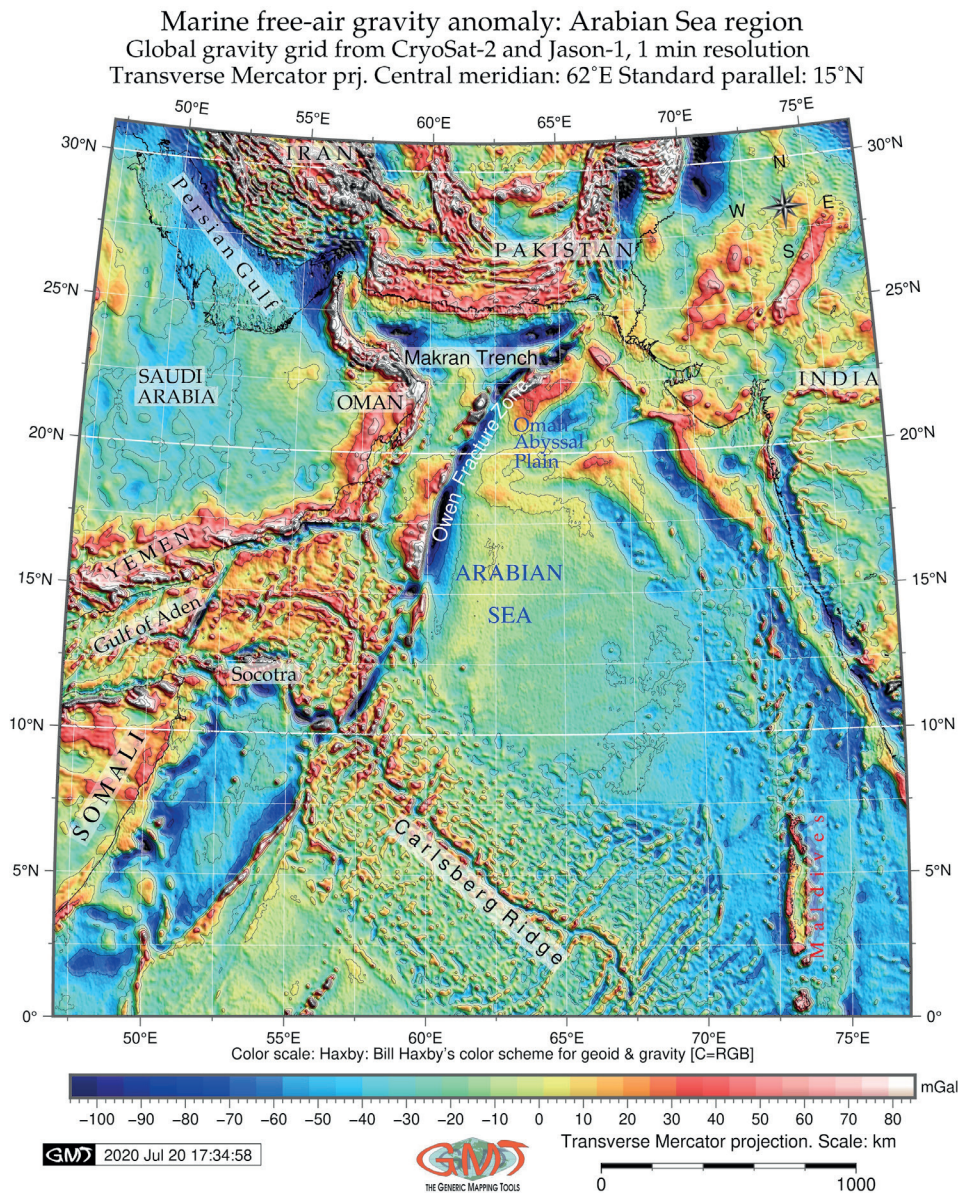 Marine free-air gravity anomaly: Arabian Sea region
Global gravity grid from CryoSat-2 and Jason-1, 1 min resolution
Transverse Mercator prj. Central meridian: 62°E Standard parallel: 15°N
50°E 55°E 60°E 65°E 70°E 75°E
30°N 30°N
IRAN
N
W E
S
Persian Gulf
PAKISTAN
25°N 25°N
Makran Trench
SAUDI
ARABIA
INDIA
OMAN
20°N 20°N
Oman
Abyssal
Plain
Owen Fracture Zone
YEMEN
15°N 15°N
ARABIAN
SEA
Gulf of Aden
Socotra
10°N 10°N
SOMALI
Carlsberg Ridge
Maldives
5°N 5°N
0° 0°
50°E 55°E 60°E 65°E 70°E 75°E
Color scale: Haxby: Bill Haxby's color scheme for geoid & gravity [C=RGB]
mGal
−100 −90 −80 −70 −60 −50 −40 −30 −20 −10 0 10 20 30 40 50 60 70 80
GMT 2020 Jul 20 17:34:58
GMT
THE GENERIC MAPPING TOOLS
Transverse Mercator projection. Scale: km
0 1000